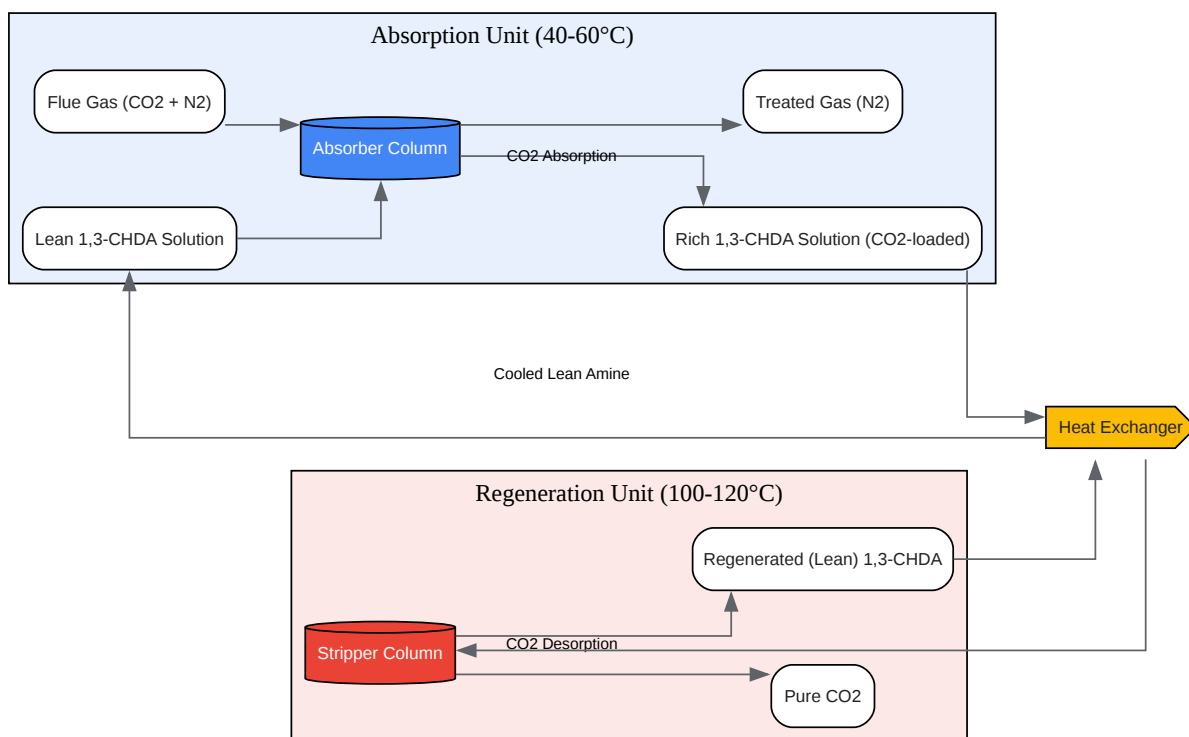 Absorption Unit (40-60°C)
Flue Gas (CO2 + N2)
Treated Gas (N2)
Absorber Column
CO2 Absorption
Lean 1,3-CHDA Solution
Rich 1,3-CHDA Solution (CO2-loaded)
Cooled Lean Amine
Heat Exchanger
Regeneration Unit (100-120°C)
Regenerated (Lean) 1,3-CHDA
CO2 Desorption
Stripper Column
Pure CO2